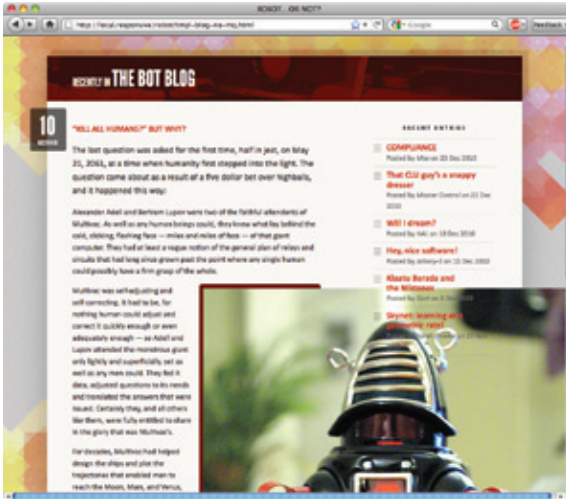 ROBOT... OR NOT?
Google
Feedback
RECENTLY IN THE BOT BLOG
10
"KILL ALL HUMANS?" BUT WHY?
The last question was asked for the first time, half in jest, on May
21, 2061, at a time when humanity first stepped into the light. The
question came about as a result of a five dollar bet over highballs,
and it happened this way:
Alexander Adell and Bertram Lupov were two of the faithful attendants of
Multivac. As well as any human beings could, they knew what lay behind the
cold, clicking, flashing face — miles and miles of face — of that giant
computer. They had at least a vague notion of the general plan of relays and
circuits that had long since grown past the point where any single human
could possibly have a firm grasp of the whole.
Multivac was self-adjusting and
self-correcting. It had to be, for
nothing human could adjust and
correct it quickly enough or even
adequately enough — so Adell and
Lupov attended the monstrous giant
only lightly and superficially, yet as
well as any men could. They fed it
data, adjusted questions to its needs
and translated the answers that were
issued. Certainly they, and all others
like them, were fully entitled to share
in the glory that was Multivac's.
For decades, Multivac had helped
design the ships and plot the
trajectories that enabled man to
reach the Moon, Mars, and Venus,
RECENT ENTRIES
COMPLIANCE
Posted by on 23 Dec 2010
That CLU guy's a snappy
dresser
Posted by Master Control on 22 Dec
2010
Will I dream?
Posted by HAL on 18 Dec 2010
Hey, nice software!
Posted by Johnny-5 on 15 Dec 2010
Klaatu Barada and
the Mistakes
Posted by Gort on
Skynet: learning at a
geometric rate!